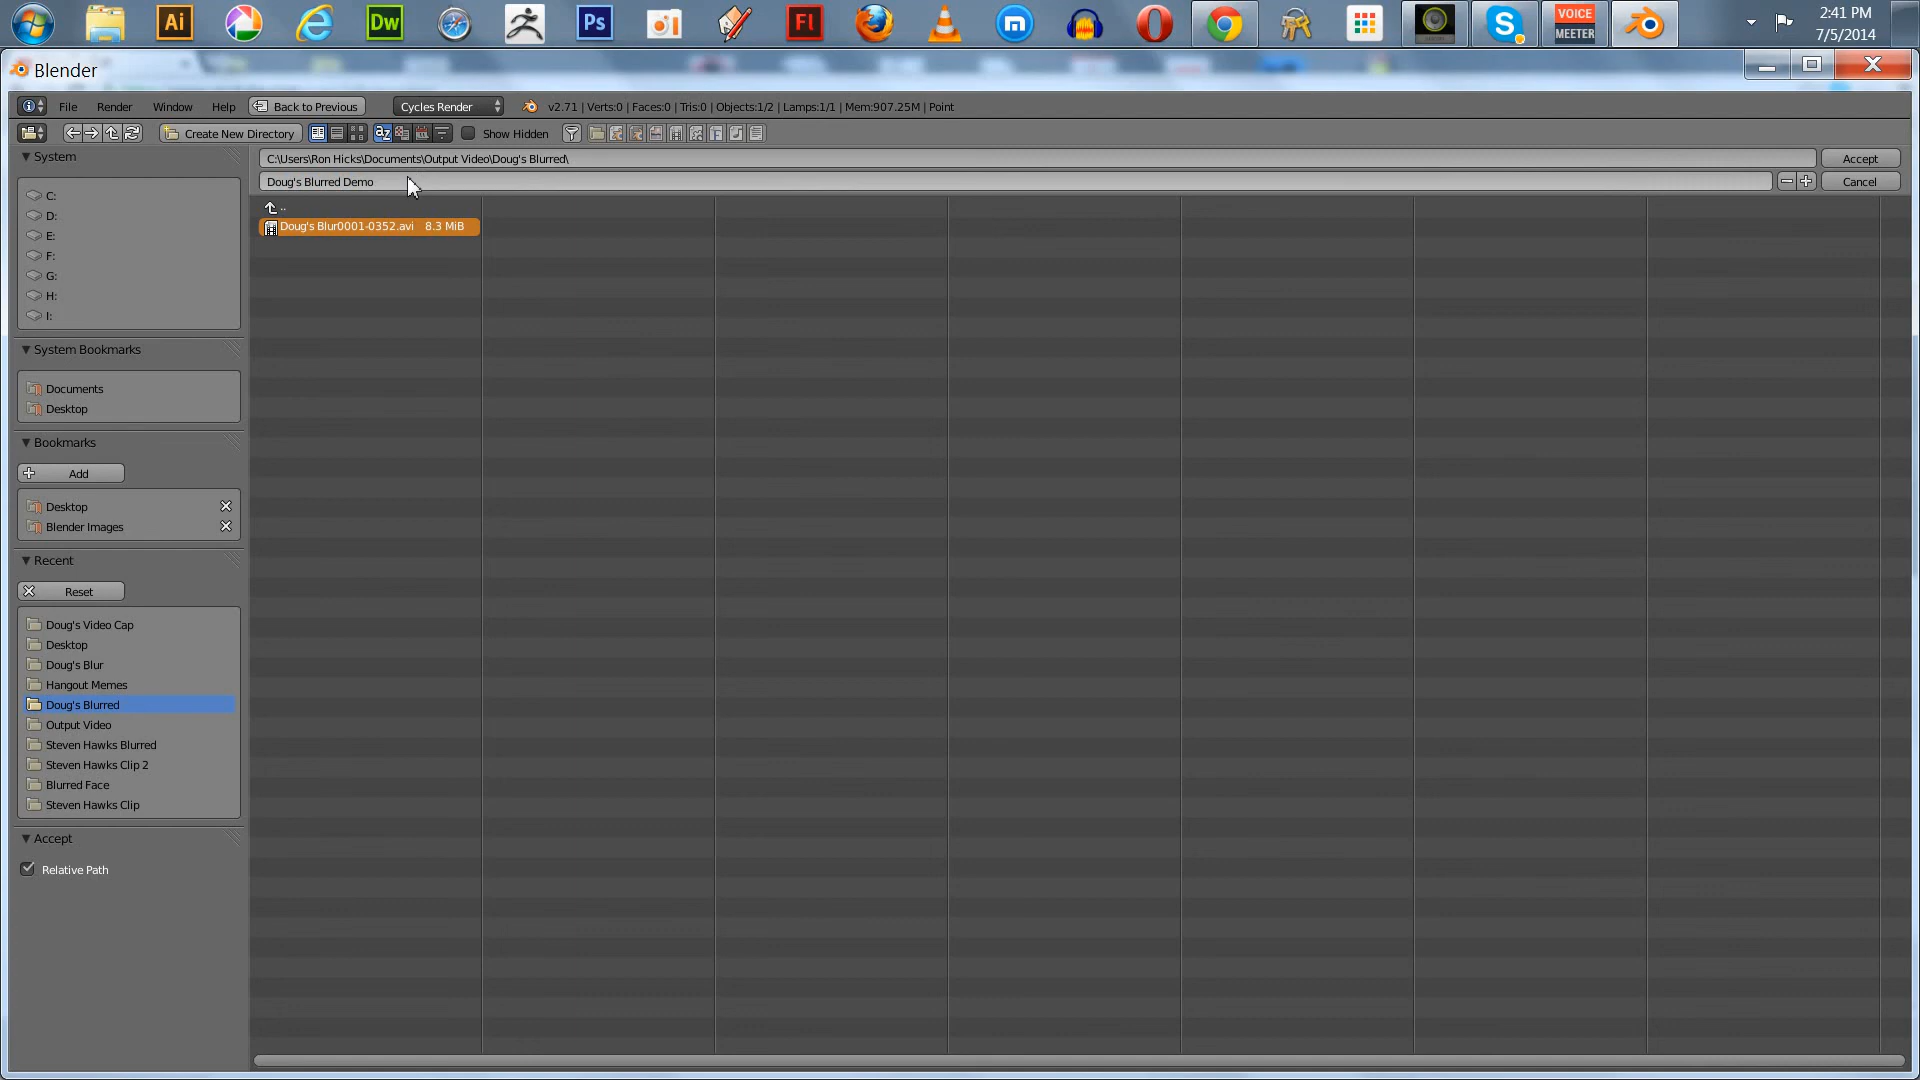 Ai
Dw
Ps
Fl
VOICE
MEETER
2:41 PM
7/5/2014
Blender
File Render Window Help Back to Previous Cycles Render v2.71 | Verts:0 | Faces:0 | Tris:0 | Objects:1/2 | Lamps:1/1 | Mem:907.25M | Point
Create New Directory Show Hidden
System
C:\Users\Ron Hicks\Documents\Output Video\Doug's Blurred\ Accept
Doug's Blurred Demo Cancel
C:
D:
E:
F:
G:
H:
I:
..
Doug's Blur0001-0352.avi 8.3 MiB
System Bookmarks
Documents
Desktop
Bookmarks
Add
Desktop
Blender Images
Recent
Reset
Doug's Video Cap
Desktop
Doug's Blur
Hangout Memes
Doug's Blurred
Output Video
Steven Hawks Blurred
Steven Hawks Clip 2
Blurred Face
Steven Hawks Clip
Accept
Relative Path